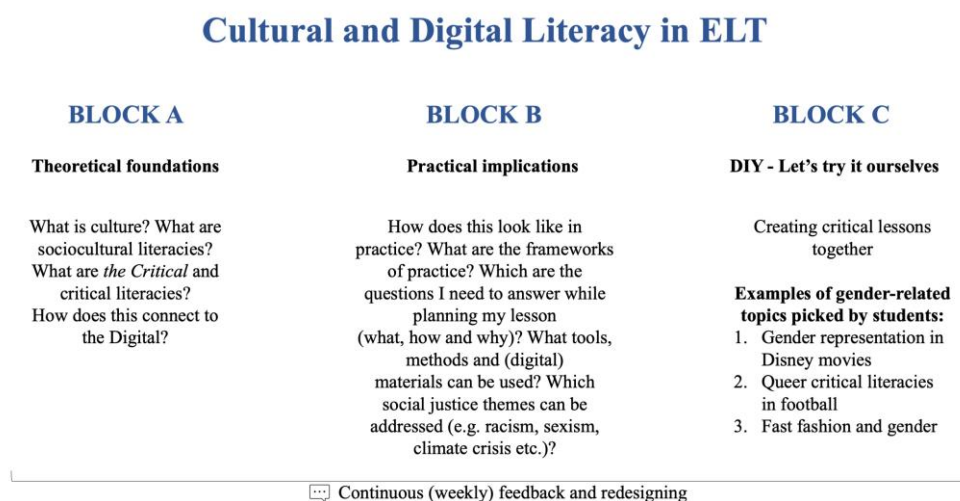 Cultural and Digital Literacy in ELT
BLOCK A
Theoretical foundations
What is culture? What are
sociocultural literacies?
What are the Critical and
critical literacies?
How does this connect to
the Digital?
BLOCK B
Practical implications
How does this look like in
practice? What are the frameworks
of practice? Which are the
questions I need to answer while
planning my lesson
(what, how and why)? What tools,
methods and (digital)
materials can be used? Which
social justice themes can be
addressed (e.g. racism, sexism,
climate crisis etc.)?
BLOCK C
DIY - Let's try it ourselves
Creating critical lessons
together
Examples of gender-related
topics picked by students:
1. Gender representation in
Disney movies
2. Queer critical literacies
in football
3. Fast fashion and gender
Continuous (weekly) feedback and redesigning